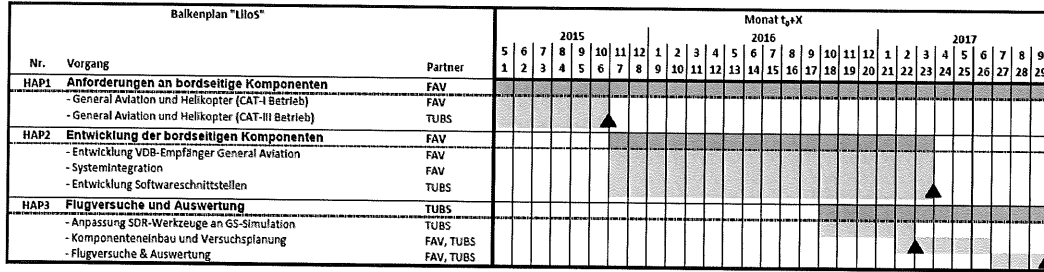 Balkenplan "LiloS"
Monat t₀+X
2015 2016 2017
5 6 7 8 9 10 11 12 1 2 3 4 5 6 7 8 9 10 11 12 1 2 3 4 5 6 7 8 9
Nr. Vorgang Partner 1 2 3 4 5 6 7 8 9 10 11 12 13 14 15 16 17 18 19 20 21 22 23 24 25 26 27 28 29
HAP1 Anforderungen an bordseitige Komponenten FAV
- General Aviation und Helikopter (CAT-I Betrieb) FAV
- General Aviation und Helikopter (CAT-III Betrieb) TUBS
HAP2 Entwicklung der bordseitigen Komponenten FAV
- Entwicklung VDB-Empfänger General Aviation FAV
- Systemintegration FAV
- Entwicklung Softwareschnittstellen TUBS
HAP3 Flugversuche und Auswertung TUBS
- Anpassung SDR-Werkzeuge an GS-Simulation TUBS
- Komponenteneinbau und Versuchsplanung FAV, TUBS
- Flugversuche & Auswertung FAV, TUBS